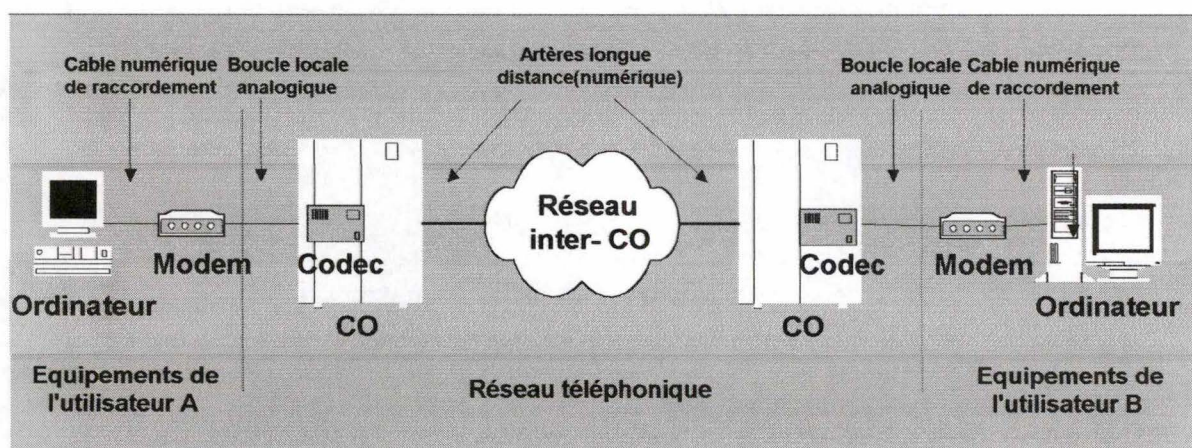 Cable numérique
de raccordement
Boucle locale
analogique
Artères longue
distance(numérique)
Boucle locale
analogique
Cable numérique
de raccordement
Réseau
inter- CO
Modem
Codec
Codec
Modem
Ordinateur
CO
CO
Ordinateur
Equipements de
l'utilisateur A
Réseau téléphonique
Equipements de
l'utilisateur B